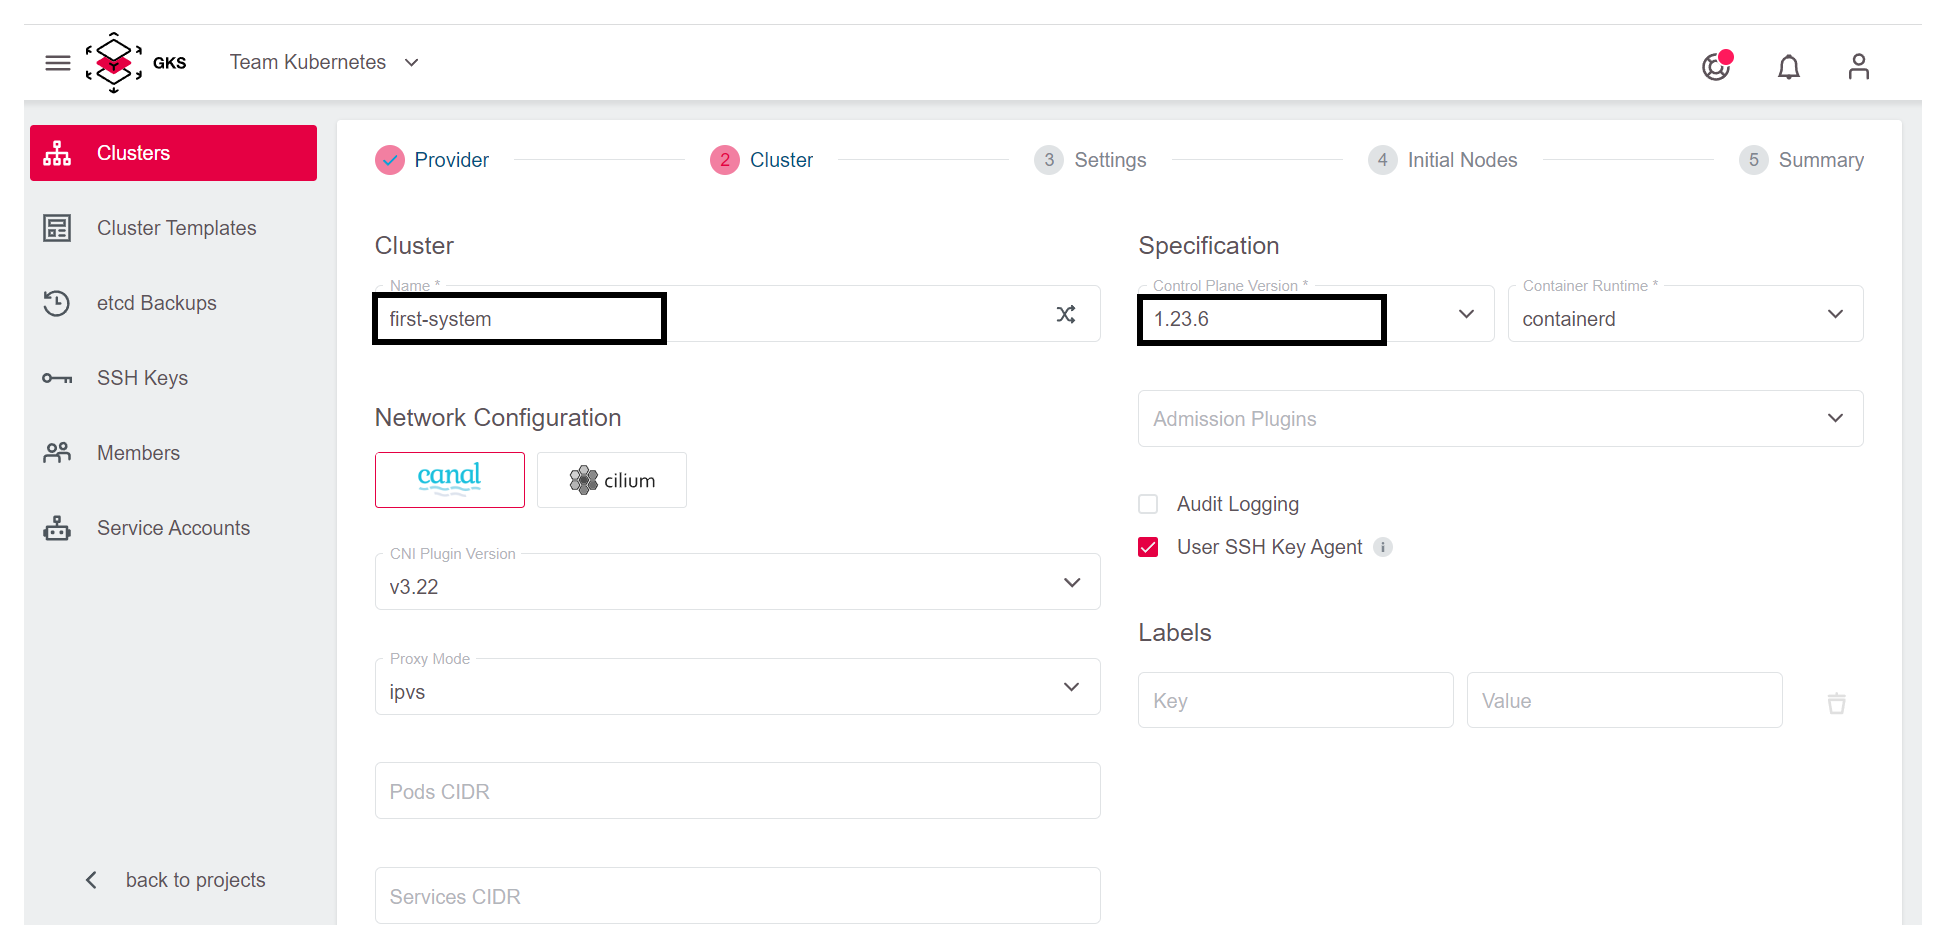 GKS
Team Kubernetes
Clusters
Cluster Templates
etcd Backups
SSH Keys
Members
Service Accounts
back to projects
Provider
2 Cluster
3 Settings
4 Initial Nodes
5 Summary
Cluster
Name *
first-system
Network Configuration
canal
cilium
CNI Plugin Version
v3.22
Proxy Mode
ipvs
Pods CIDR
Services CIDR
Specification
Control Plane Version *
1.23.6
Container Runtime *
containerd
Admission Plugins
Audit Logging
User SSH Key Agent i
Labels
Key
Value